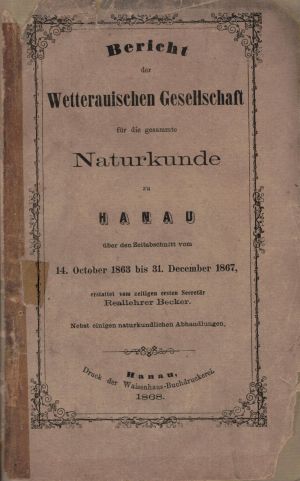 Bericht
der
Wetterauischen Gesellschaft
für die gesammte
Naturkunde
zu
HANAU
über den Zeitabschnitt vom
14. October 1863 bis 31. December 1867,
erstattet vom zeitigen ersten Secretär
Reallehrer Becker.
Nebst einigen naturkundlichen Abhandlungen.
Hanau,
Druck der Waisenhaus-Buchdruckerei.
1868.